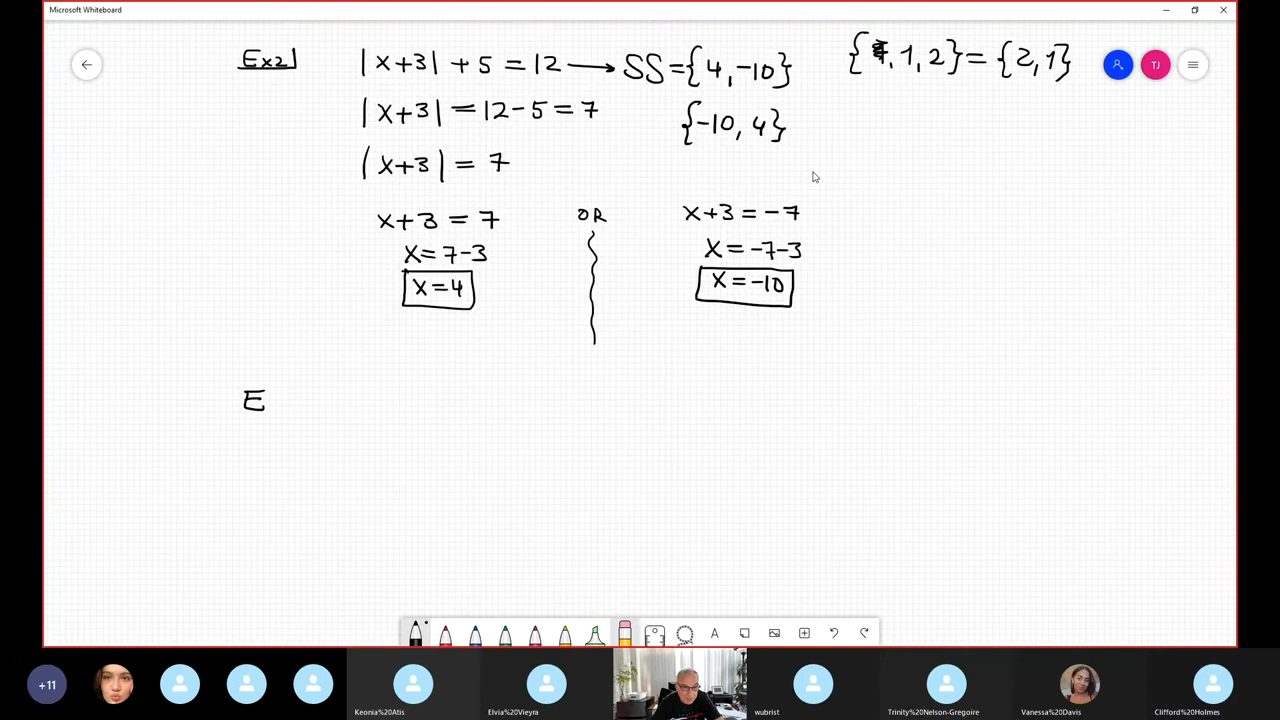 Microsoft Whiteboard
Ex2 |x+3| + 5 = 12 → SS = {4, -10} {, 1, 2} = {2, 1} TJ
|x+3| = 12 - 5 = 7 {-10, 4}
|x+3| = 7
x+3 = 7 OR x+3 = -7
x = 7-3 x = -7-3
x = 4 x = -10
E
A
+11
Keonia%20Atis Elvia%20Vieyra wubrist Trinity%20Nelson-Gregoire Vanessa%20Davis Clifford%20Holmes